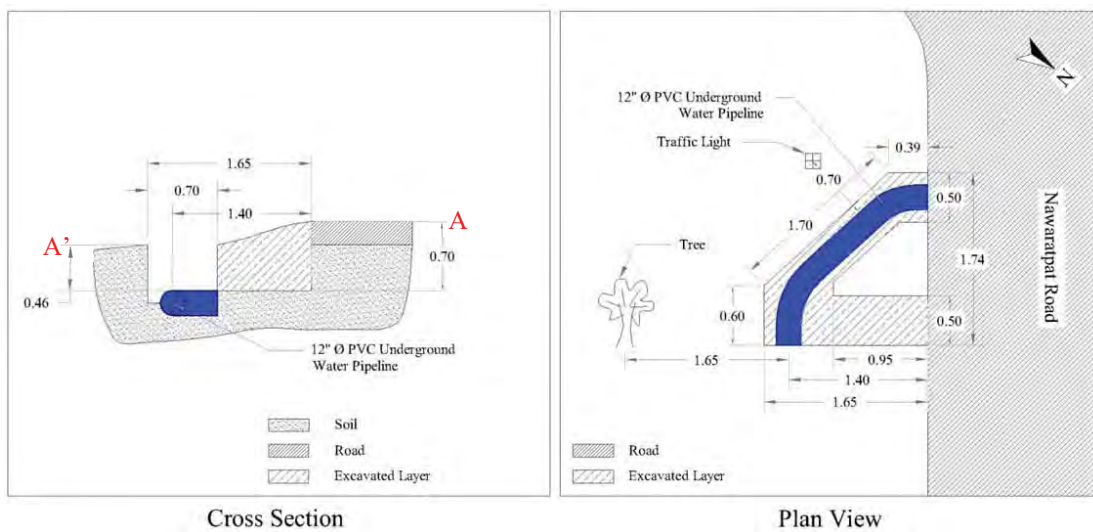 1.65
0.70
1.40
A'
A
0.70
0.46
12" Ø PVC Underground
Water Pipeline
Soil
Road
Excavated Layer
Cross Section
N
12" Ø PVC Underground
Water Pipeline
Traffic Light
0.39
0.70
0.50
1.70
Nawaratpat Road
Tree
1.74
0.60
0.50
1.65
0.95
1.40
1.65
Road
Excavated Layer
Plan View